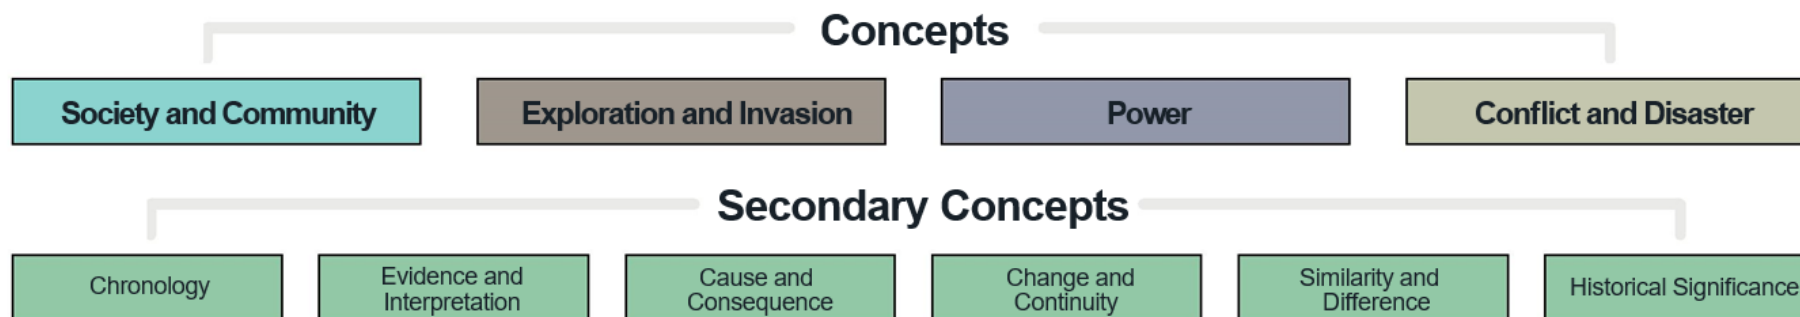 Concepts
Society and Community
Exploration and Invasion
Power
Conflict and Disaster
Secondary Concepts
Chronology
Evidence and
Interpretation
Cause and
Consequence
Change and
Continuity
Similarity and
Difference
Historical Significance